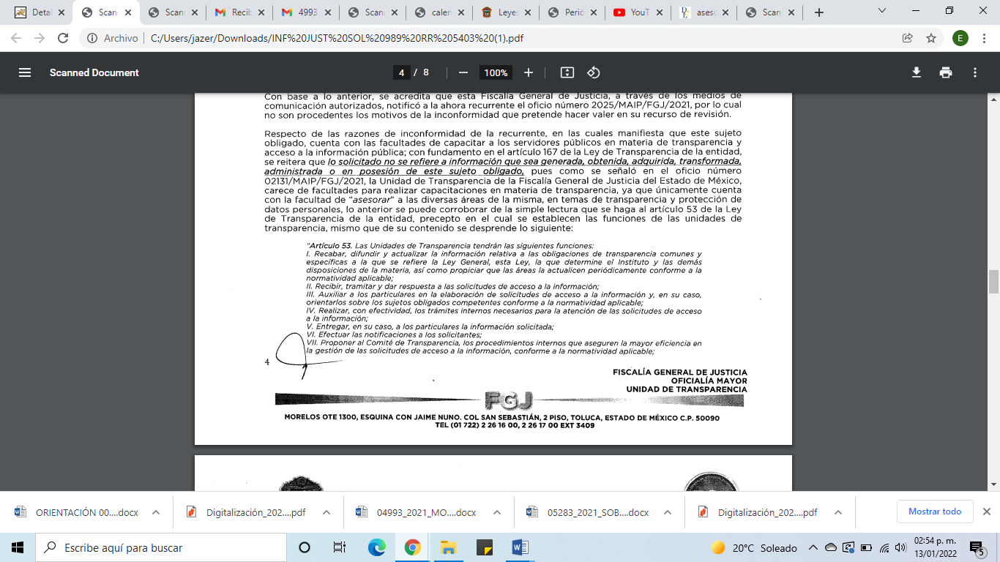 Detal
Scann
Scann
Recib
4993
Scann
calen
Leyes
Perió
YouT
aseso
Scan
Archivo
C:/Users/jazer/Downloads/INF%20JUST%20SOL%20989%20RR%205403%20(1).pdf
E
Scanned Document
4 / 8
100%
Con base a lo anterior, se acredita que esta Fiscalía General de Justicia, a través de los medios de
comunicación autorizados, notificó a la ahora recurrente el oficio número 2025/MAIP/FGJ/2021, por lo cual
no son procedentes los motivos de la inconformidad que pretende hacer valer en su recurso de revisión.
Respecto de las razones de inconformidad de la recurrente, en las cuales manifiesta que este sujeto
obligado, cuenta con las facultades de capacitar a los servidores públicos en materia de transparencia y
acceso a la información pública; con fundamento en el artículo 167 de la Ley de Transparencia de la entidad,
se reitera que lo solicitado no se refiere a información que sea generada, obtenida, adquirida, transformada,
administrada o en posesión de este sujeto obligado, pues como se señaló en el oficio número
02131/MAIP/FGJ/2021, la Unidad de Transparencia de la Fiscalía General de Justicia del Estado de México,
carece de facultades para realizar capacitaciones en materia de transparencia, ya que únicamente cuenta
con la facultad de “asesorar” a las diversas áreas de la misma, en temas de transparencia y protección de
datos personales, lo anterior se puede corroborar de la simple lectura que se haga al artículo 53 de la Ley
de Transparencia de la entidad, precepto en el cual se establecen las funciones de las unidades de
transparencia, mismo que de su contenido se desprende lo siguiente:
"Artículo 53. Las Unidades de Transparencia tendrán las siguientes funciones:
I. Recabar, difundir y actualizar la información relativa a las obligaciones de transparencia comunes y
específicas a la que se refiere la Ley General, esta Ley, la que determine el Instituto y las demás
disposiciones de la materia, así como propiciar que las áreas la actualicen periódicamente conforme a la
normatividad aplicable;
II. Recibir, tramitar y dar respuesta a las solicitudes de acceso a la información;
III. Auxiliar a los particulares en la elaboración de solicitudes de acceso a la información y, en su caso,
orientarlos sobre los sujetos obligados competentes conforme a la normatividad aplicable;
IV. Realizar, con efectividad, los trámites internos necesarios para la atención de las solicitudes de acceso
a la información;
V. Entregar, en su caso, a los particulares la información solicitada;
VI. Efectuar las notificaciones a los solicitantes;
VII. Proponer al Comité de Transparencia, los procedimientos internos que aseguren la mayor eficiencia en
la gestión de las solicitudes de acceso a la información, conforme a la normatividad aplicable;
4
FISCALÍA GENERAL DE JUSTICIA
OFICIALÍA MAYOR
UNIDAD DE TRANSPARENCIA
FGJ
MORELOS OTE 1300, ESQUINA CON JAIME NUNO. COL SAN SEBASTIÁN, 2 PISO, TOLUCA, ESTADO DE MÉXICO C.P. 50090
TEL (01 722) 2 26 16 00, 2 26 17 00 EXT 3409
ORIENTACIÓN 00....docx
Digitalización_202....pdf
04993_2021_MO....docx
05283_2021_SOB....docx
Digitalización_202....pdf
Mostrar todo
Escribe aquí para buscar
20°C Soleado
02:54 p. m.
13/01/2022
5